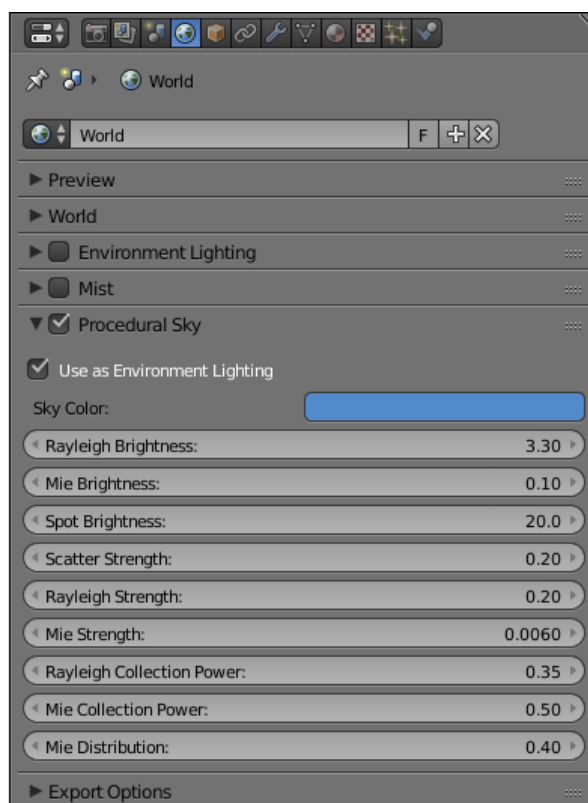 World
World F
Preview
World
Environment Lighting
Mist
Procedural Sky
Use as Environment Lighting
Sky Color:
Rayleigh Brightness: 3.30
Mie Brightness: 0.10
Spot Brightness: 20.0
Scatter Strength: 0.20
Rayleigh Strength: 0.20
Mie Strength: 0.0060
Rayleigh Collection Power: 0.35
Mie Collection Power: 0.50
Mie Distribution: 0.40
Export Options